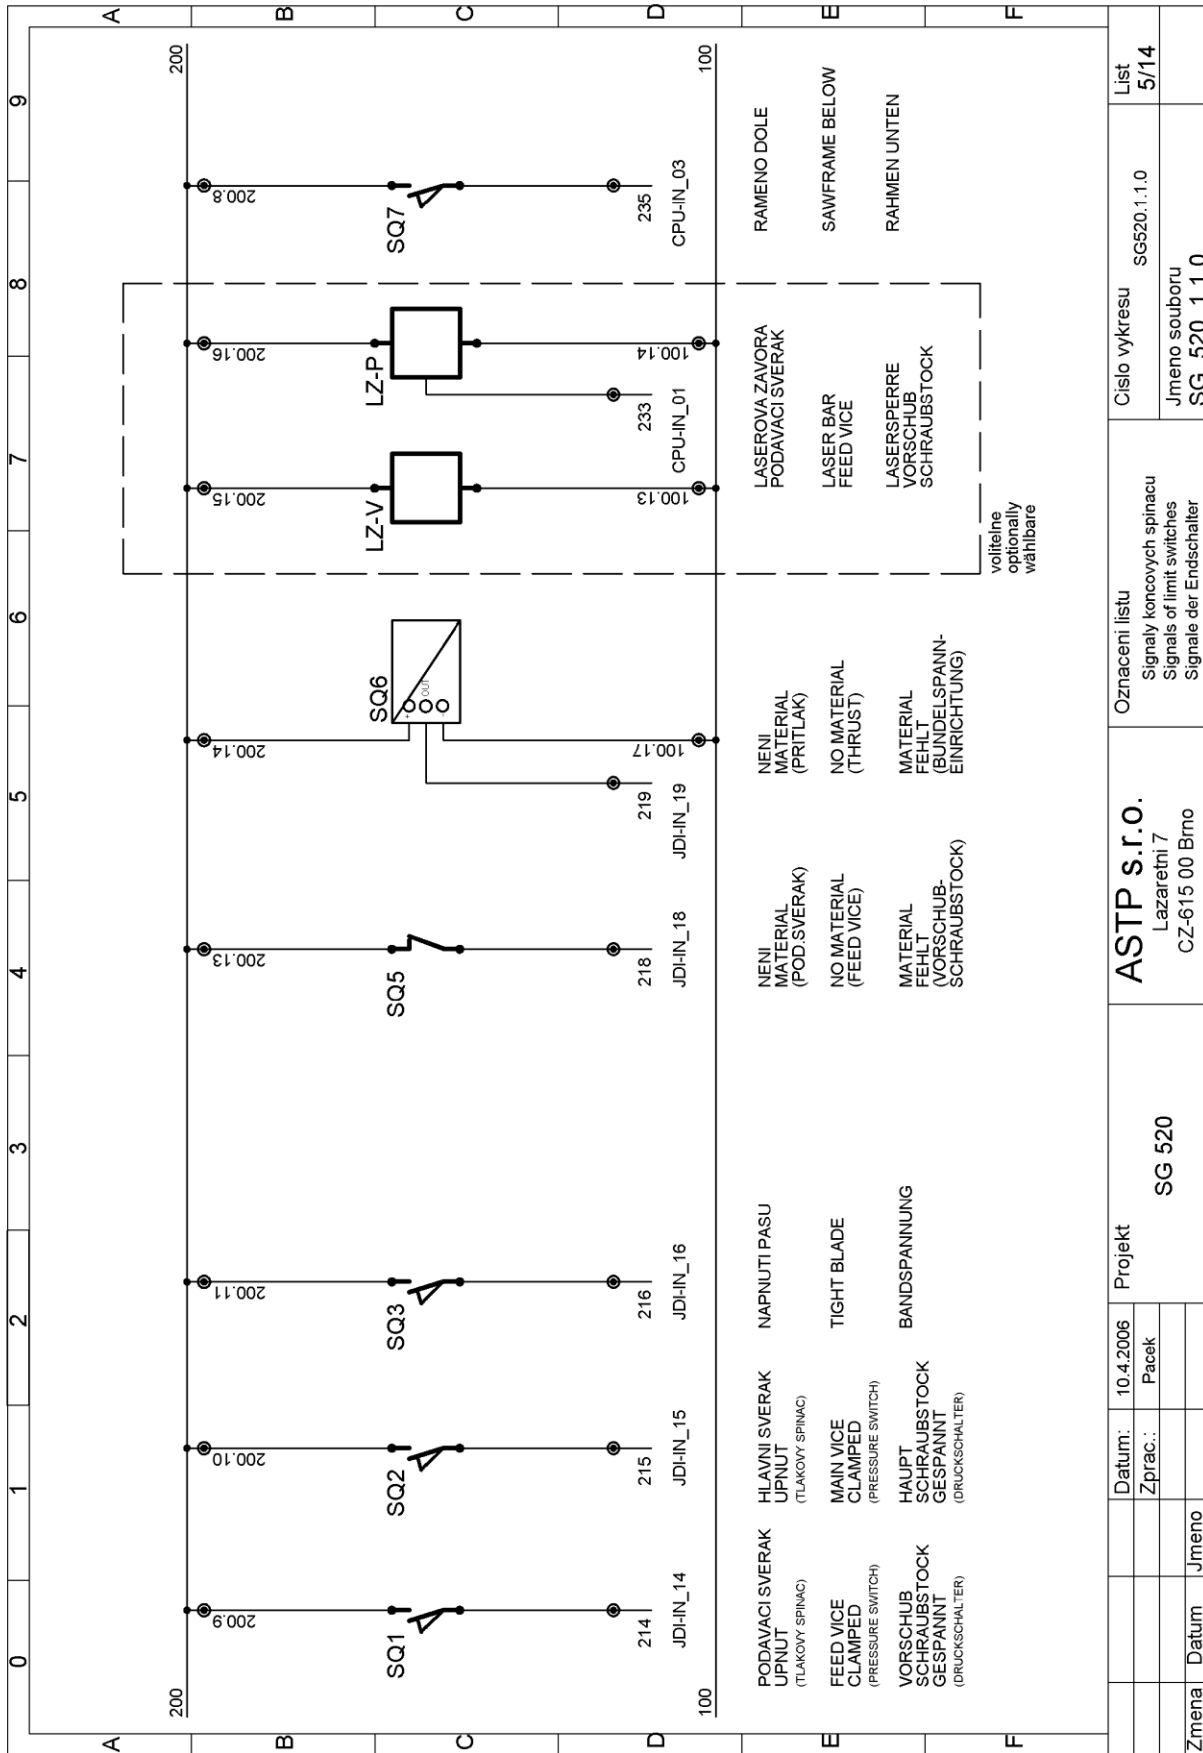 0 1 2 3 4 5 6 7 8 9
A
B
C
D
E
F
A
B
C
D
E
F
200
200
100
100
200.9
SQ1
214
JDI-IN_14
PODAVACI SVERAK
UPNUT
(TLAKOVY SPINAC)
FEED VICE
CLAMPED
(PRESSURE SWITCH)
VORSCHUB
SCHRAUBSTOCK
GESPANNT
(DRUCKSCHALTER)
200.10
SQ2
215
JDI-IN_15
HLAVNI SVERAK
UPNUT
(TLAKOVY SPINAC)
MAIN VICE
CLAMPED
(PRESSURE SWITCH)
HAUPT
SCHRAUBSTOCK
GESPANNT
(DRUCKSCHALTER)
200.11
SQ3
216
JDI-IN_16
NAPNUTI PASU
TIGHT BLADE
BANDSPANNUNG
200.13
SQ5
218
JDI-IN_18
NENI
MATERIAL
(POD.SVERAK)
NO MATERIAL
(FEED VICE)
MATERIAL
FEHLT
(VORSCHUB-
SCHRAUBSTOCK)
200.14
SQ6
+
OUT
-
219
JDI-IN_19
100.17
NENI
MATERIAL
(PRITLAK)
NO MATERIAL
(THRUST)
MATERIAL
FEHLT
(BUNDELSPANN-
EINRICHTUNG)
200.15
LZ-V
100.13
200.16
LZ-P
100.14
233
CPU-IN_01
LASEROVA ZAVORA
PODAVACI SVERAK
LASER BAR
FEED VICE
LASERSPERRE
VORSCHUB
SCHRAUBSTOCK
volitelne
optionally
wählbare
200.8
SQ7
235
CPU-IN_03
RAMENO DOLE
SAWFRAME BELOW
RAHMEN UNTEN
Zmena
Datum
Jmeno
Datum:
10.4.2006
Zprac.:
Pacek
Projekt
SG 520
ASTP s.r.o.
Lazaretni 7
CZ-615 00 Brno
Oznaceni listu
Signaly koncovych spinacu
Signals of limit switches
Signale der Endschalter
Cislo vykresu
SG520.1.1.0
Jmeno souboru
SG_520_1_1_0
List
5/14